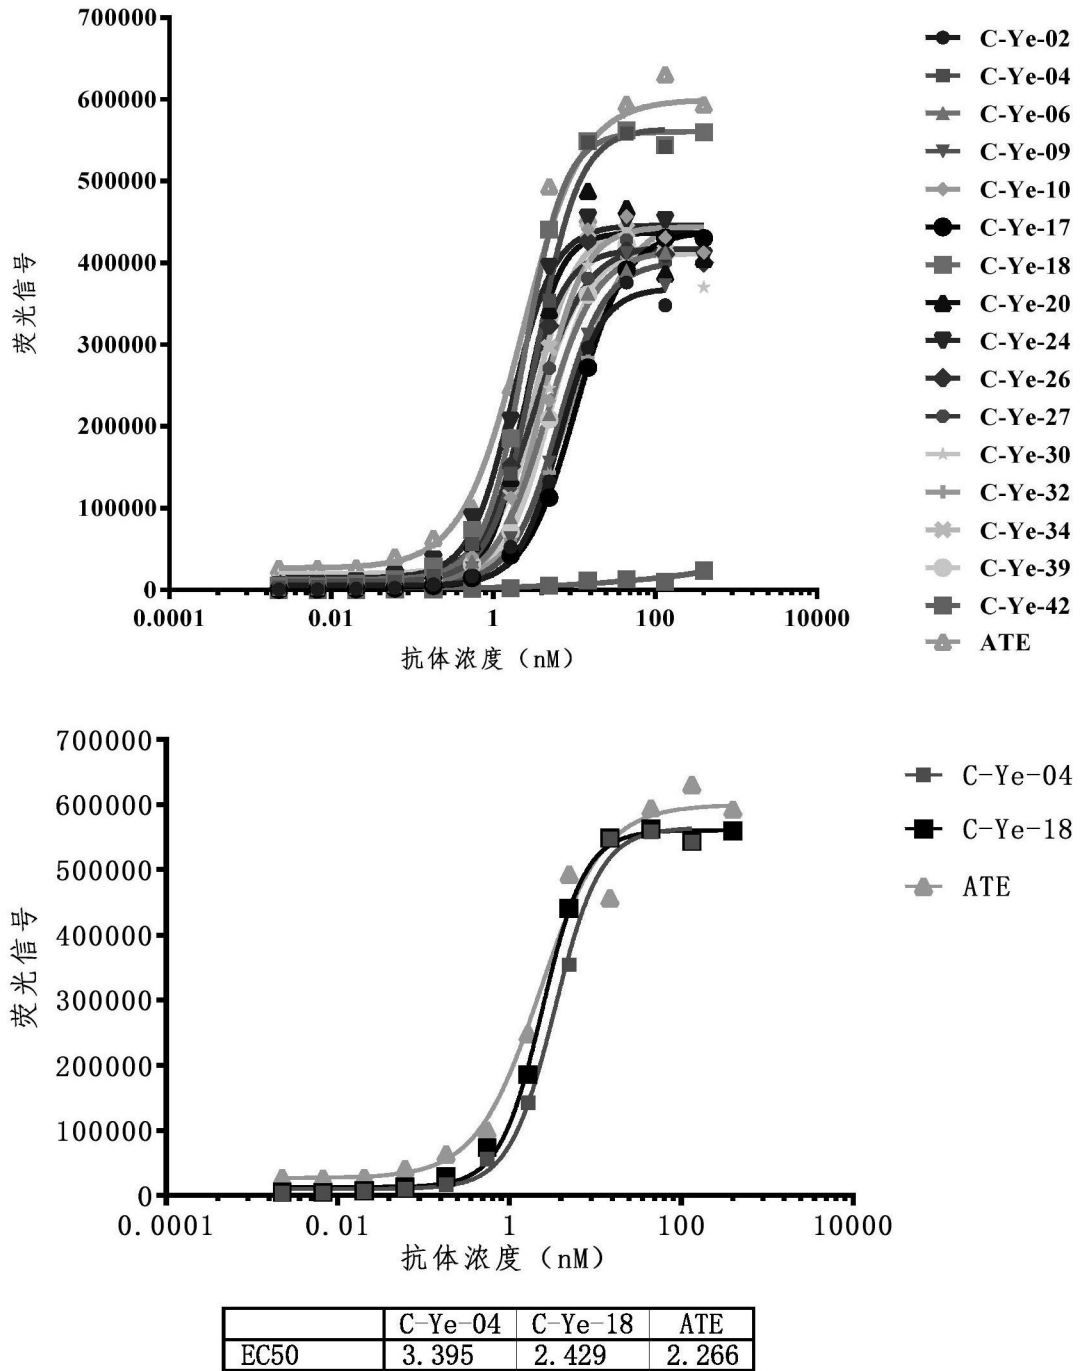 700000
600000
500000
400000
300000
200000
100000
0
荧光信号
0.0001 0.01 1 100 10000
抗体浓度（nM）
C-Ye-02
C-Ye-04
C-Ye-06
C-Ye-09
C-Ye-10
C-Ye-17
C-Ye-18
C-Ye-20
C-Ye-24
C-Ye-26
C-Ye-27
C-Ye-30
C-Ye-32
C-Ye-34
C-Ye-39
C-Ye-42
ATE
700000
600000
500000
400000
300000
200000
100000
0
荧光信号
0.0001 0.01 1 100 10000
抗体浓度（nM）
C-Ye-04
C-Ye-18
ATE
C-Ye-04 C-Ye-18 ATE
EC50 3.395 2.429 2.266